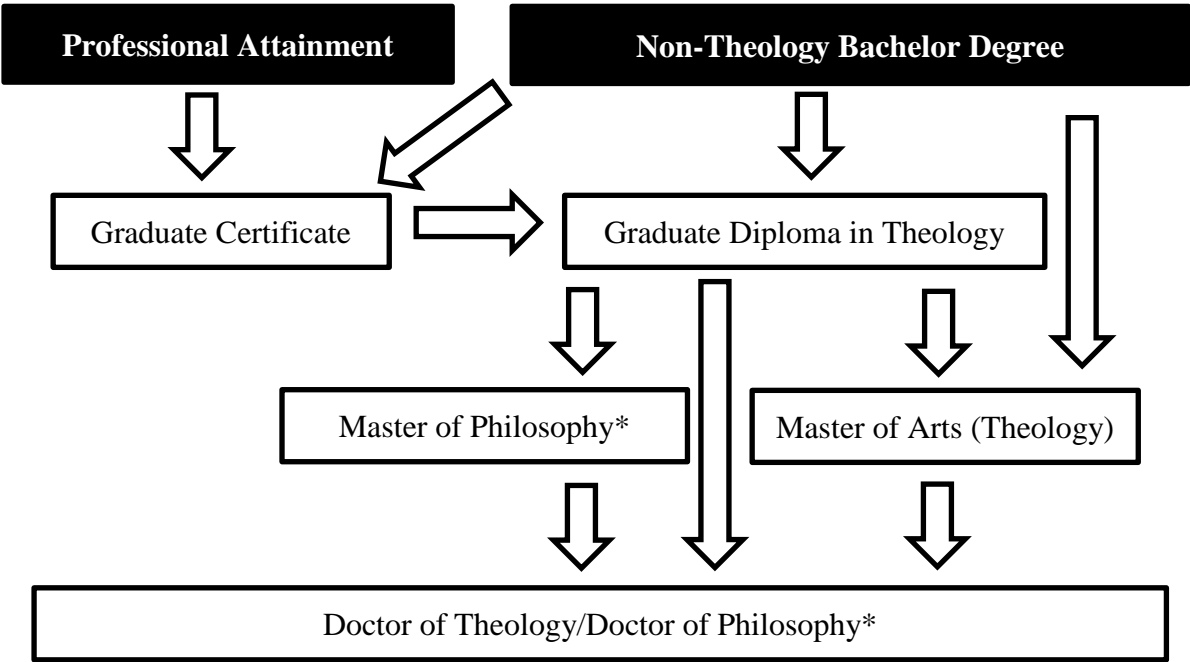 Professional Attainment
Non-Theology Bachelor Degree
Graduate Certificate
Graduate Diploma in Theology
Master of Philosophy*
Master of Arts (Theology)
Doctor of Theology/Doctor of Philosophy*